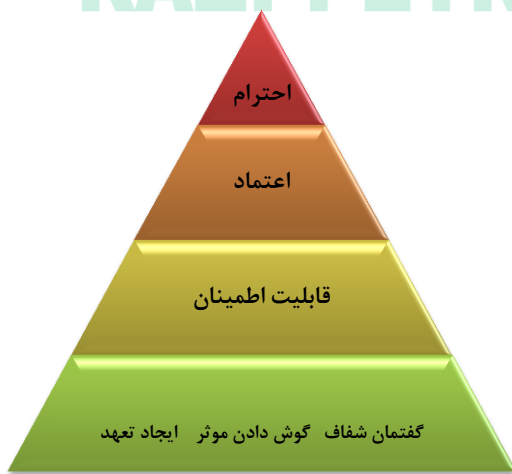 احترام
اعتماد
قابلیت اطمینان
گفتمان شفاف گوش دادن موثر ایجاد تعهد